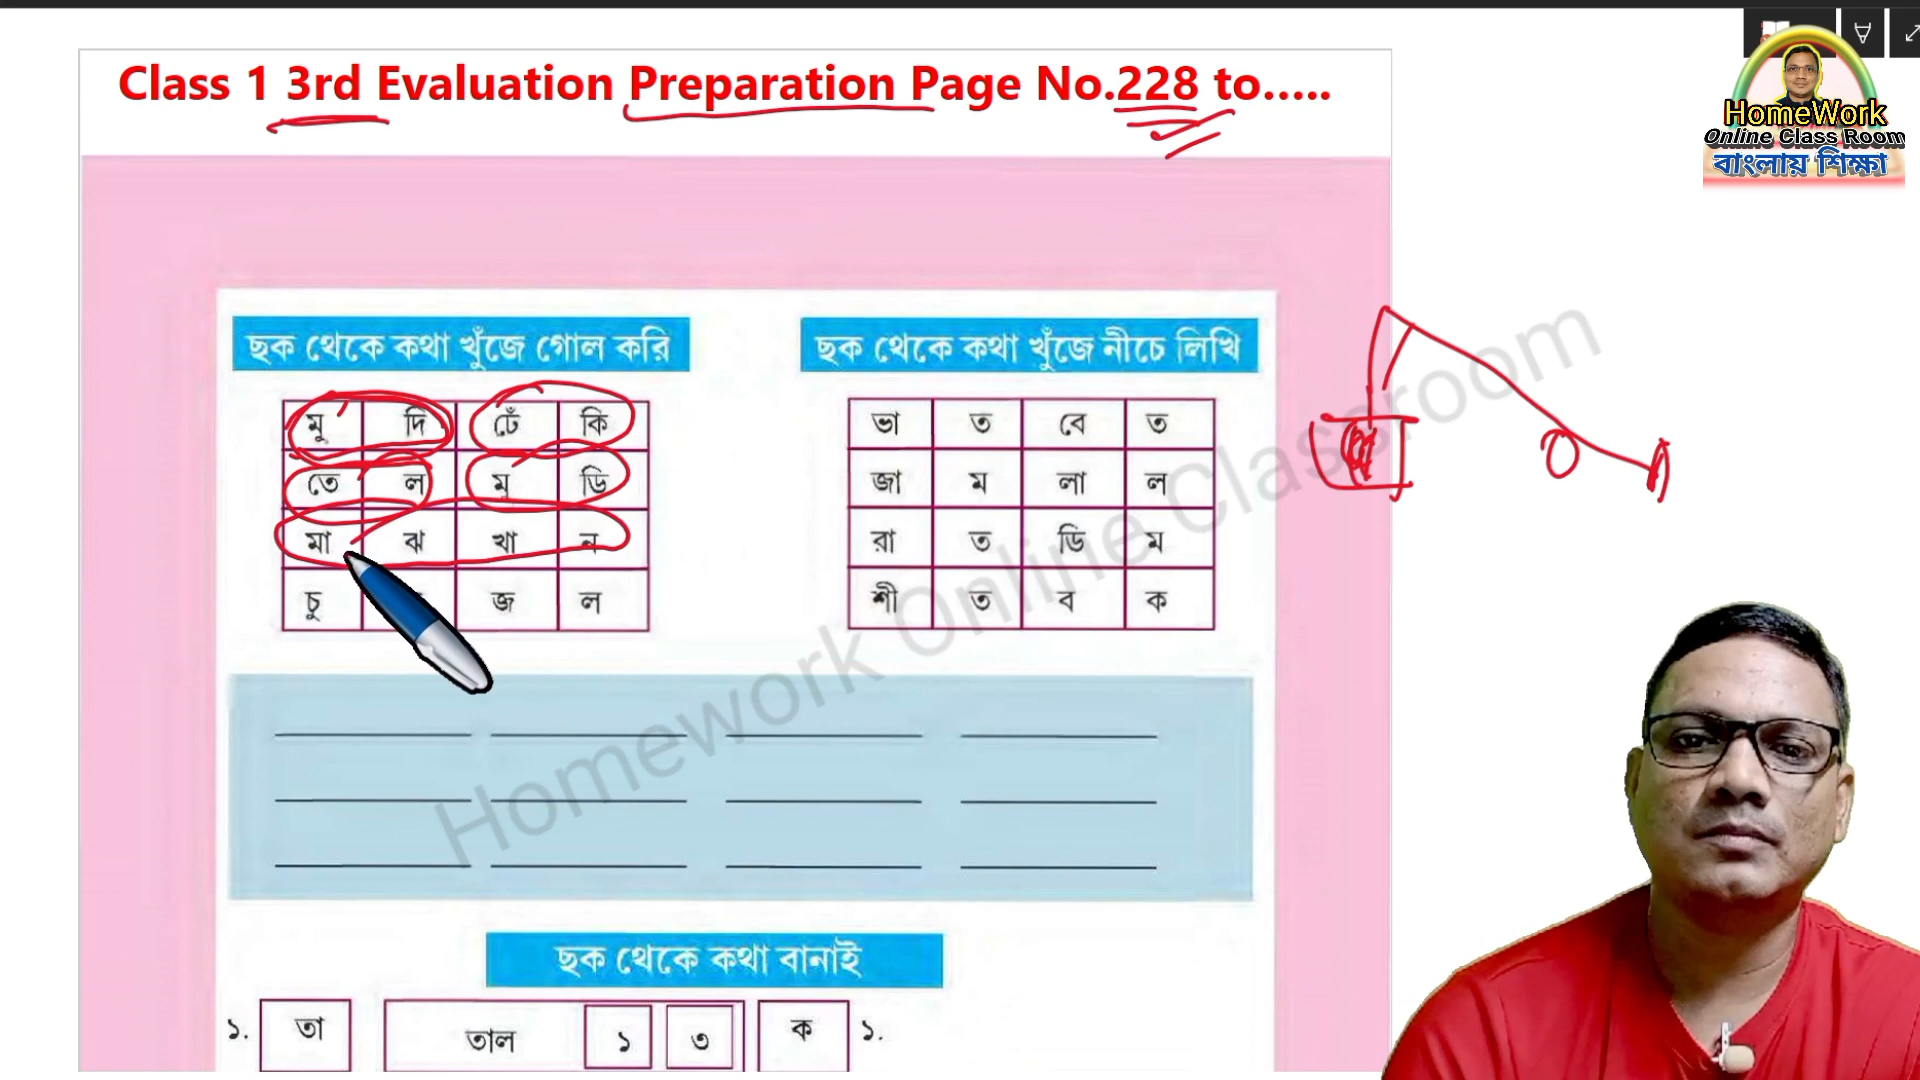 Class 1 3rd Evaluation Preparation Page No.228 to.....
HomeWork
Online Class Room
বাংলায় শিক্ষা
ছক থেকে কথা খুঁজে গোল করি
মু দি ঢেঁ কি
তে ল মু ড়ি
মা ঝ খা ন
চু জ ল
ছক থেকে কথা খুঁজে নীচে লিখি
ভা ত বে ত
জা ম লা ল
রা ত ডি ম
শী ত ব ক
Homework Online Classroom
ছক থেকে কথা বানাই
১. তা তাল ১ ৩ ক ১.